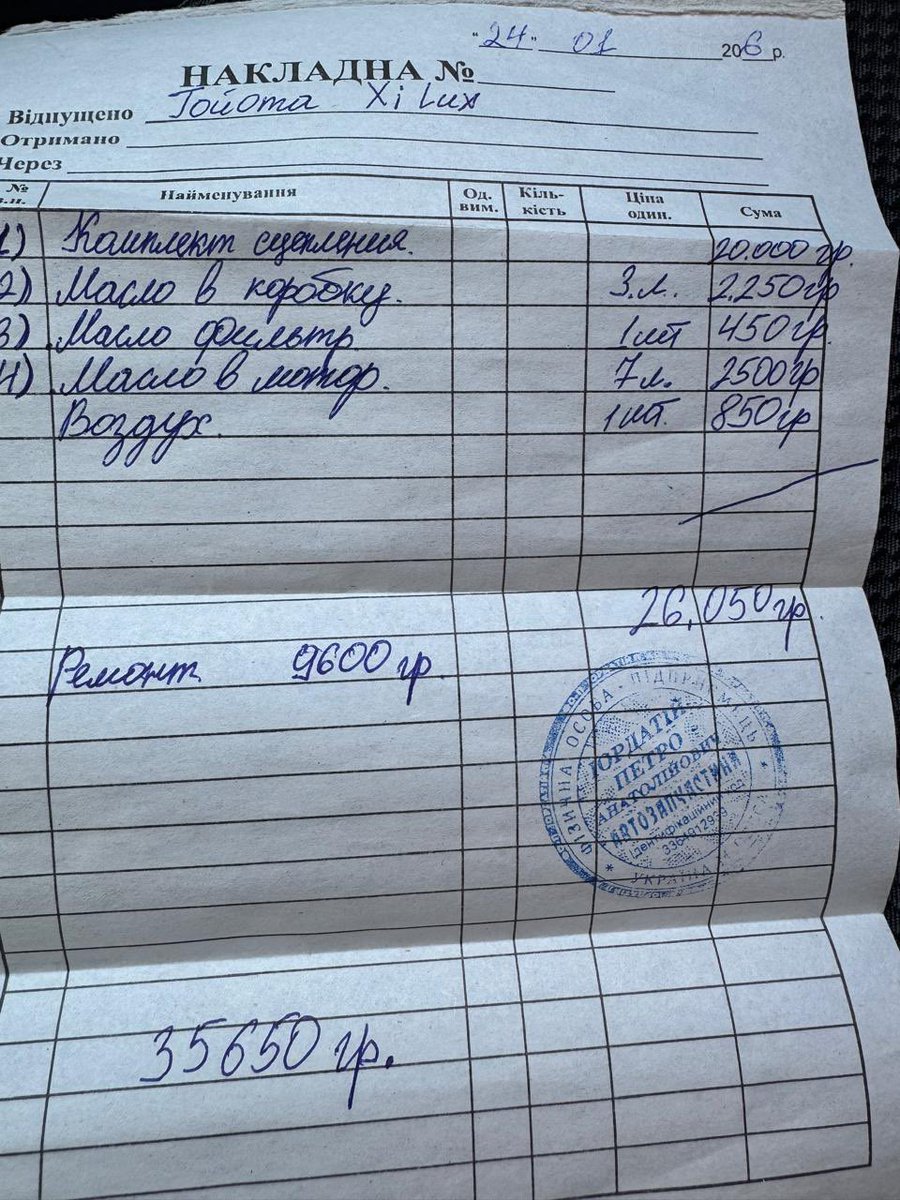 "24" 01 206 р.
НАКЛАДНА №
Відпущено Тойота Хi Lux
Отримано
Через
№ Найменування Од. вим. Кіль-кість Ціна один. Сума
1) Комплект сцепления. 20.000 гр.
2) Масло в коробку. 3 л. 2.250 гр
3) Масло фильтр 1 шт 450 гр.
4) Масло в мотор. 7 л. 2500 гр
Воздух. 1 шт. 850 гр
26,050 гр.
Ремонт 9600 гр.
ФІЗИЧНА ОСОБА - ПІДПРИЄМЕЦЬ
ПЕТРО
АНАТОЛІЙОВИЧ
АВТОЗАПЧАСТИНИ
УКРАЇНА
35650 гр.